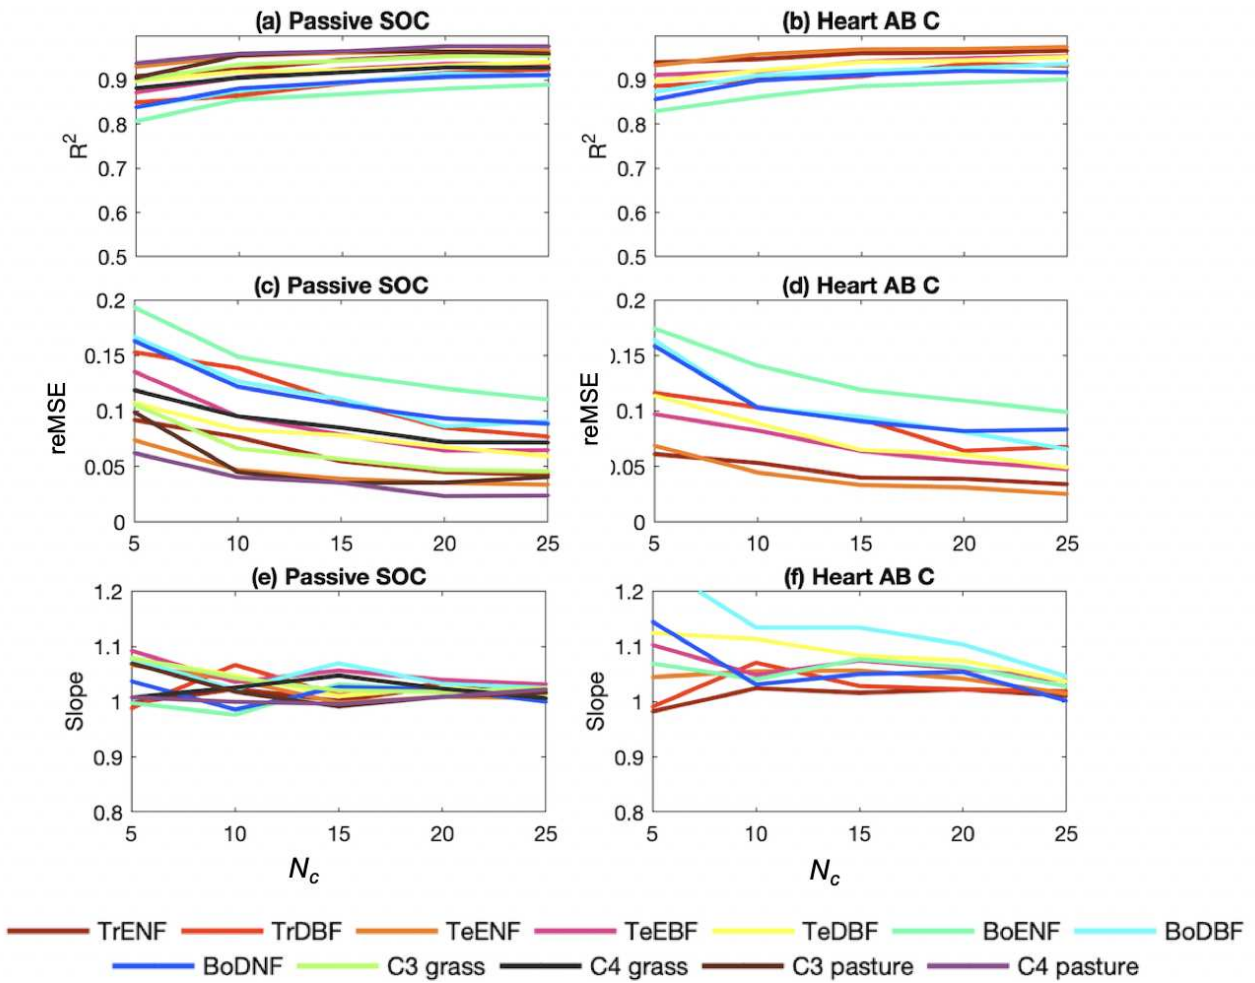 (a) Passive SOC
(b) Heart AB C
R²
0.9
0.8
0.7
0.6
0.5
R²
0.9
0.8
0.7
0.6
0.5
(c) Passive SOC
(d) Heart AB C
reMSE
0.2
0.15
0.1
0.05
0
5 10 15 20 25
reMSE
0.2
).15
0.1
0.05
0
5 10 15 20 25
(e) Passive SOC
(f) Heart AB C
Slope
1.2
1.1
1
0.9
0.8
5 10 15 20 25
Nc
Slope
1.2
1.1
1
0.9
0.8
5 10 15 20 25
Nc
TrENF TrDBF TeENF TeEBF TeDBF BoENF BoDBF
BoDNF C3 grass C4 grass C3 pasture C4 pasture